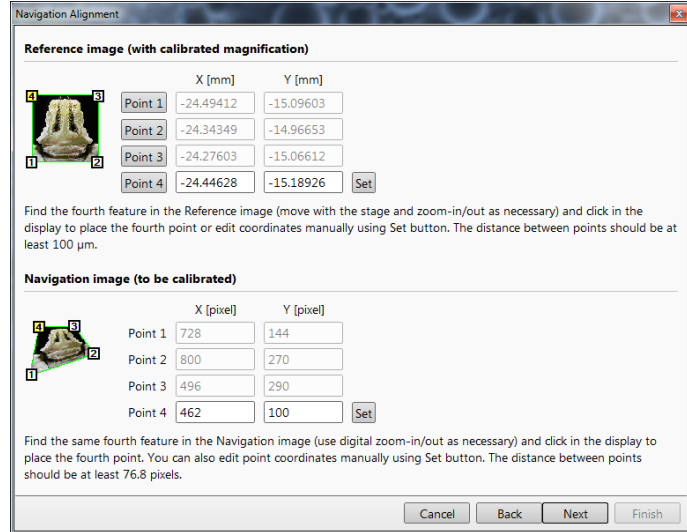 Navigation Alignment
Reference image (with calibrated magnification)
X [mm] Y [mm]
4 3
Point 1 -24.49412 -15.09603
Point 2 -24.34349 -14.96653
Point 3 -24.27603 -15.06612
1 2
Point 4 -24.44628 -15.18926 Set
Find the fourth feature in the Reference image (move with the stage and zoom-in/out as necessary) and click in the
display to place the fourth point or edit coordinates manually using Set button. The distance between points should be at
least 100 µm.
Navigation image (to be calibrated)
X [pixel] Y [pixel]
4 3
Point 1 728 144
2
Point 2 800 270
1
Point 3 496 290
Point 4 462 100 Set
Find the same fourth feature in the Navigation image (use digital zoom-in/out as necessary) and click in the display to
place the fourth point. You can also edit point coordinates manually using Set button. The distance between points
should be at least 76.8 pixels.
Cancel Back Next Finish